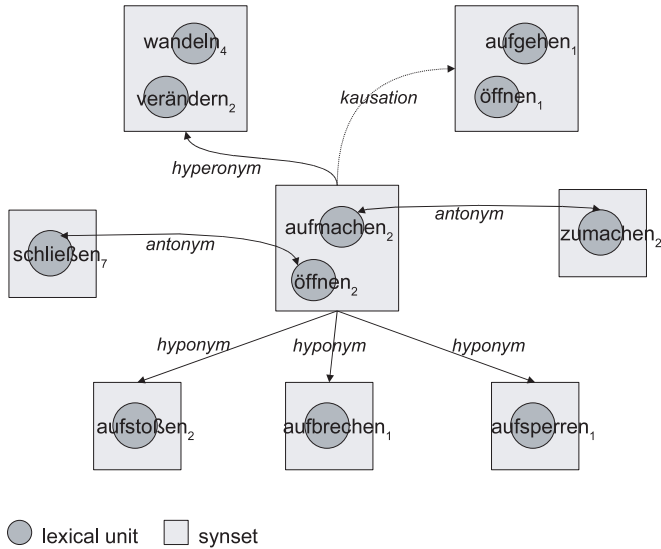 wandeln₄
verändern₂
aufgehen₁
öffnen₁
kausation
hyperonym
aufmachen₂
öffnen₂
antonym
zumachen₂
schließen₇
antonym
hyponym
hyponym
hyponym
aufstoßen₂
aufbrechen₁
aufsperren₁
lexical unit
synset